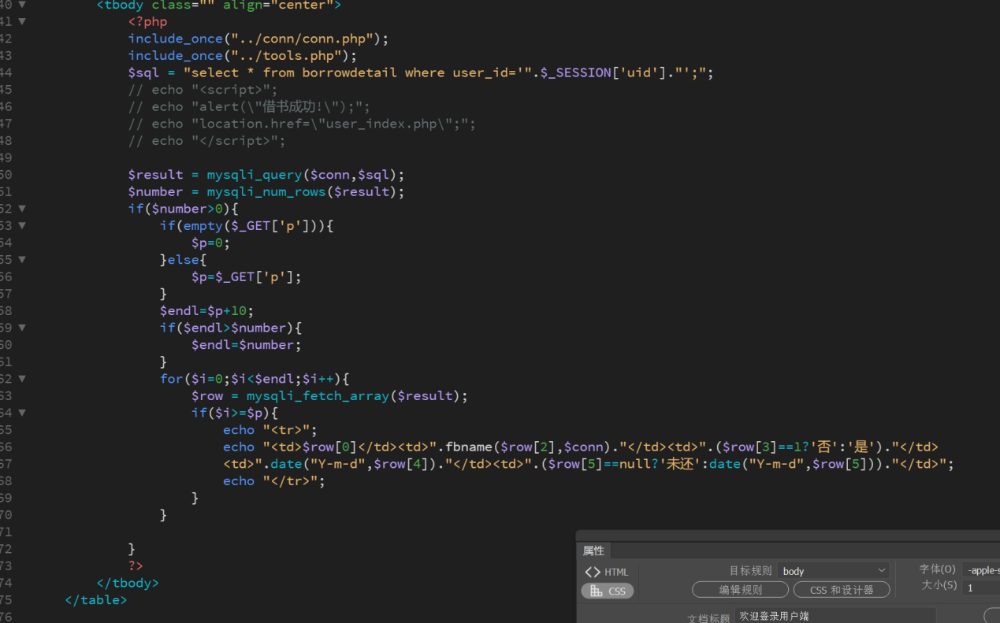 40 <tbody class="" align="center">
41 <?php
42 include_once("../conn/conn.php");
43 include_once("../tools.php");
44 $sql = "select * from borrowdetail where user_id='".$_SESSION['uid']."';";
45 // echo "<script>";
46 // echo "alert(\"借书成功!\");";
47 // echo "location.href=\"user_index.php\";";
48 // echo "</script>";
49
50 $result = mysqli_query($conn,$sql);
51 $number = mysqli_num_rows($result);
52 if($number>0){
53 if(empty($_GET['p'])){
54 $p=0;
55 }else{
56 $p=$_GET['p'];
57 }
58 $endl=$p+10;
59 if($endl>$number){
60 $endl=$number;
61 }
62 for($i=0;$i<$endl;$i++){
63 $row = mysqli_fetch_array($result);
64 if($i>=$p){
65 echo "<tr>";
66 echo "<td>$row[0]</td><td>".fbname($row[2],$conn)."</td><td>".($row[3]==1?'否':'是')."</td>
67 <td>".date("Y-m-d",$row[4])."</td><td>".($row[5]==null?'未还':date("Y-m-d",$row[5]))."</td>";
68 echo "</tr>";
69 }
70 }
71
72 }
73 ?>
74 </tbody>
75 </table>
76
属性
<> HTML
CSS
目标规则 body
编辑规则 CSS 和设计器
字体(O) -apple-s
大小(S) 1
文档标题 欢迎登录用户端